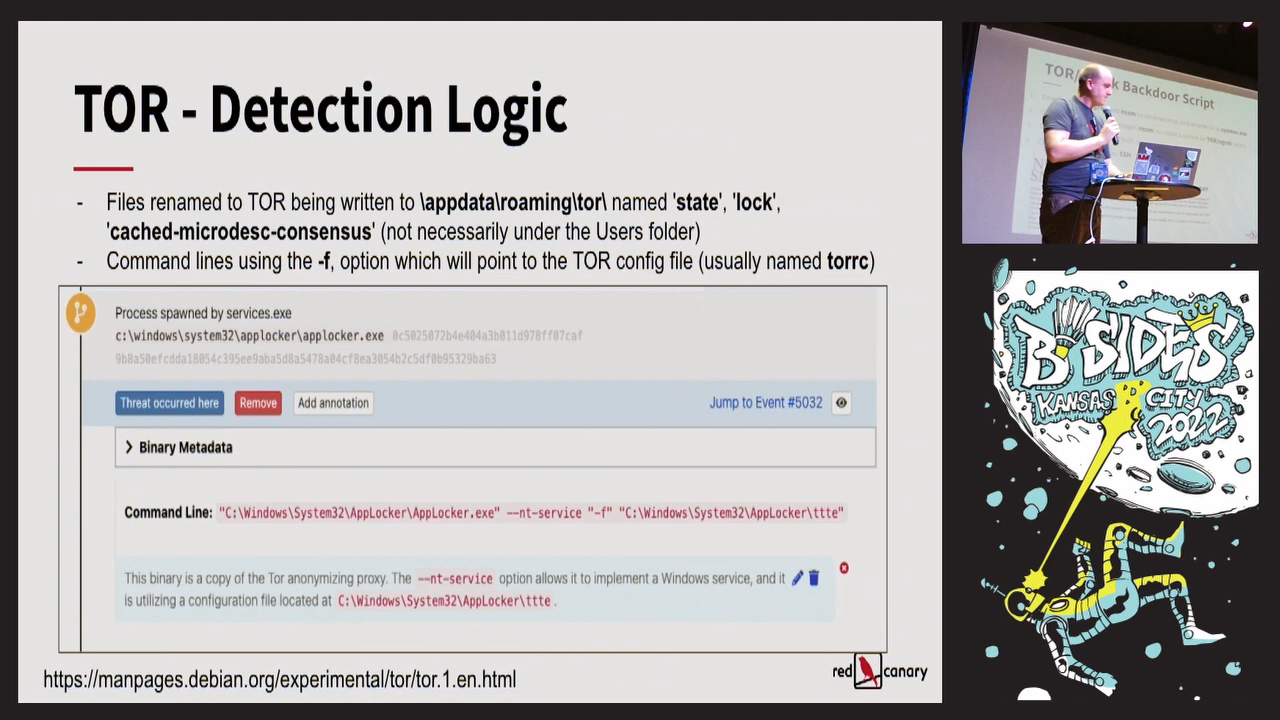 TOR - Detection Logic
- Files renamed to TOR being written to \appdata\roaming\tor\ named 'state', 'lock',
'cached-microdesc-consensus' (not necessarily under the Users folder)
- Command lines using the -f, option which will point to the TOR config file (usually named torrc)
Process spawned by services.exe
c:\windows\system32\applocker\applocker.exe 0c5025072b4e404a3b011d978ff07caf
9b8a50efcdda18054c395ee9aba5d8a5478a04cf8ea3054b2c5df0b95329ba63
Threat occurred here Remove Add annotation Jump to Event #5032
Binary Metadata
Command Line: "C:\Windows\System32\AppLocker\AppLocker.exe" --nt-service "-f" "C:\Windows\System32\AppLocker\ttte"
This binary is a copy of the Tor anonymizing proxy. The --nt-service option allows it to implement a Windows service, and it
is utilizing a configuration file located at C:\Windows\System32\AppLocker\ttte.
https://manpages.debian.org/experimental/tor/tor.1.en.html
red canary
TOR/ k Backdoor Script
BSIDES
KANSAS CITY
2022